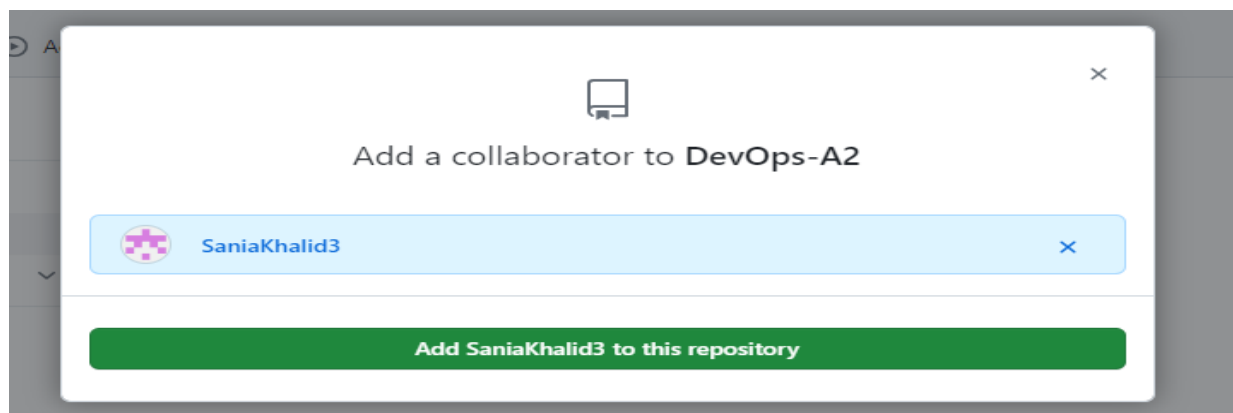 A
Add a collaborator to DevOps-A2
SaniaKhalid3
Add SaniaKhalid3 to this repository